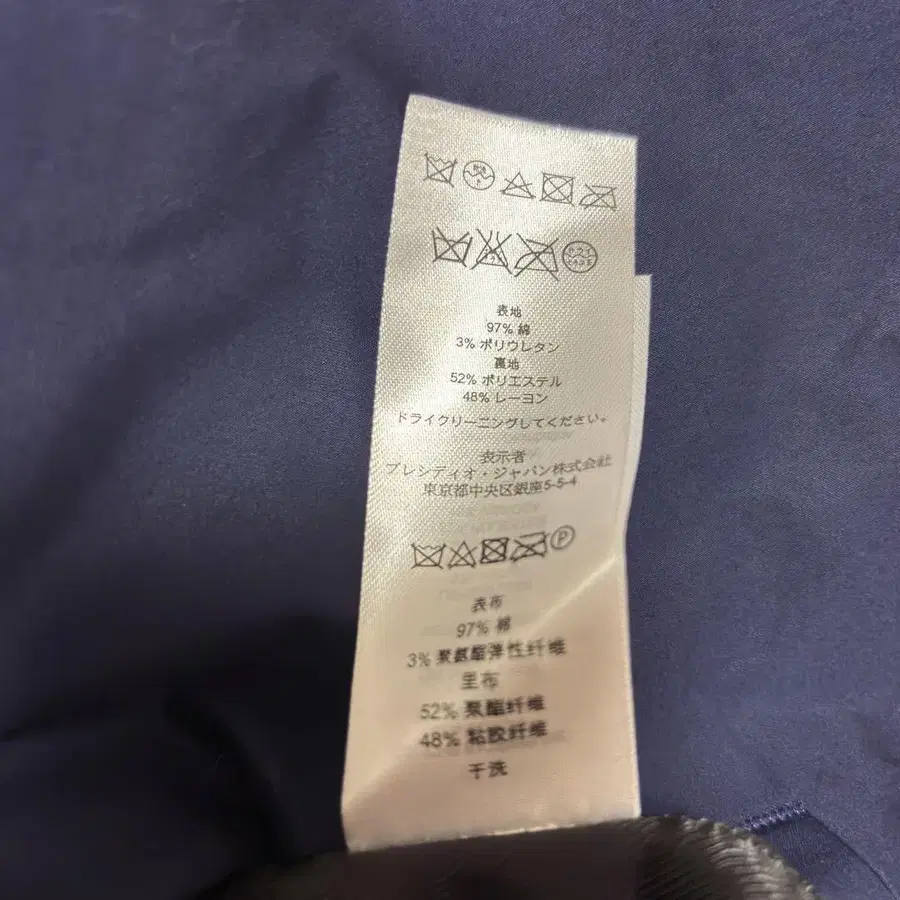 表地
97% 綿
3% ポリウレタン
裏地
52% ポリエステル
48% レーヨン
ドライクリーニングしてください。
表示者
プレシディオ・ジャパン株式会社
東京都中央区銀座5-5-4
P
表布
97% 綿
3% 聚氨酯弹性纤维
里布
52% 聚酯纤维
48% 粘胶纤维
干洗